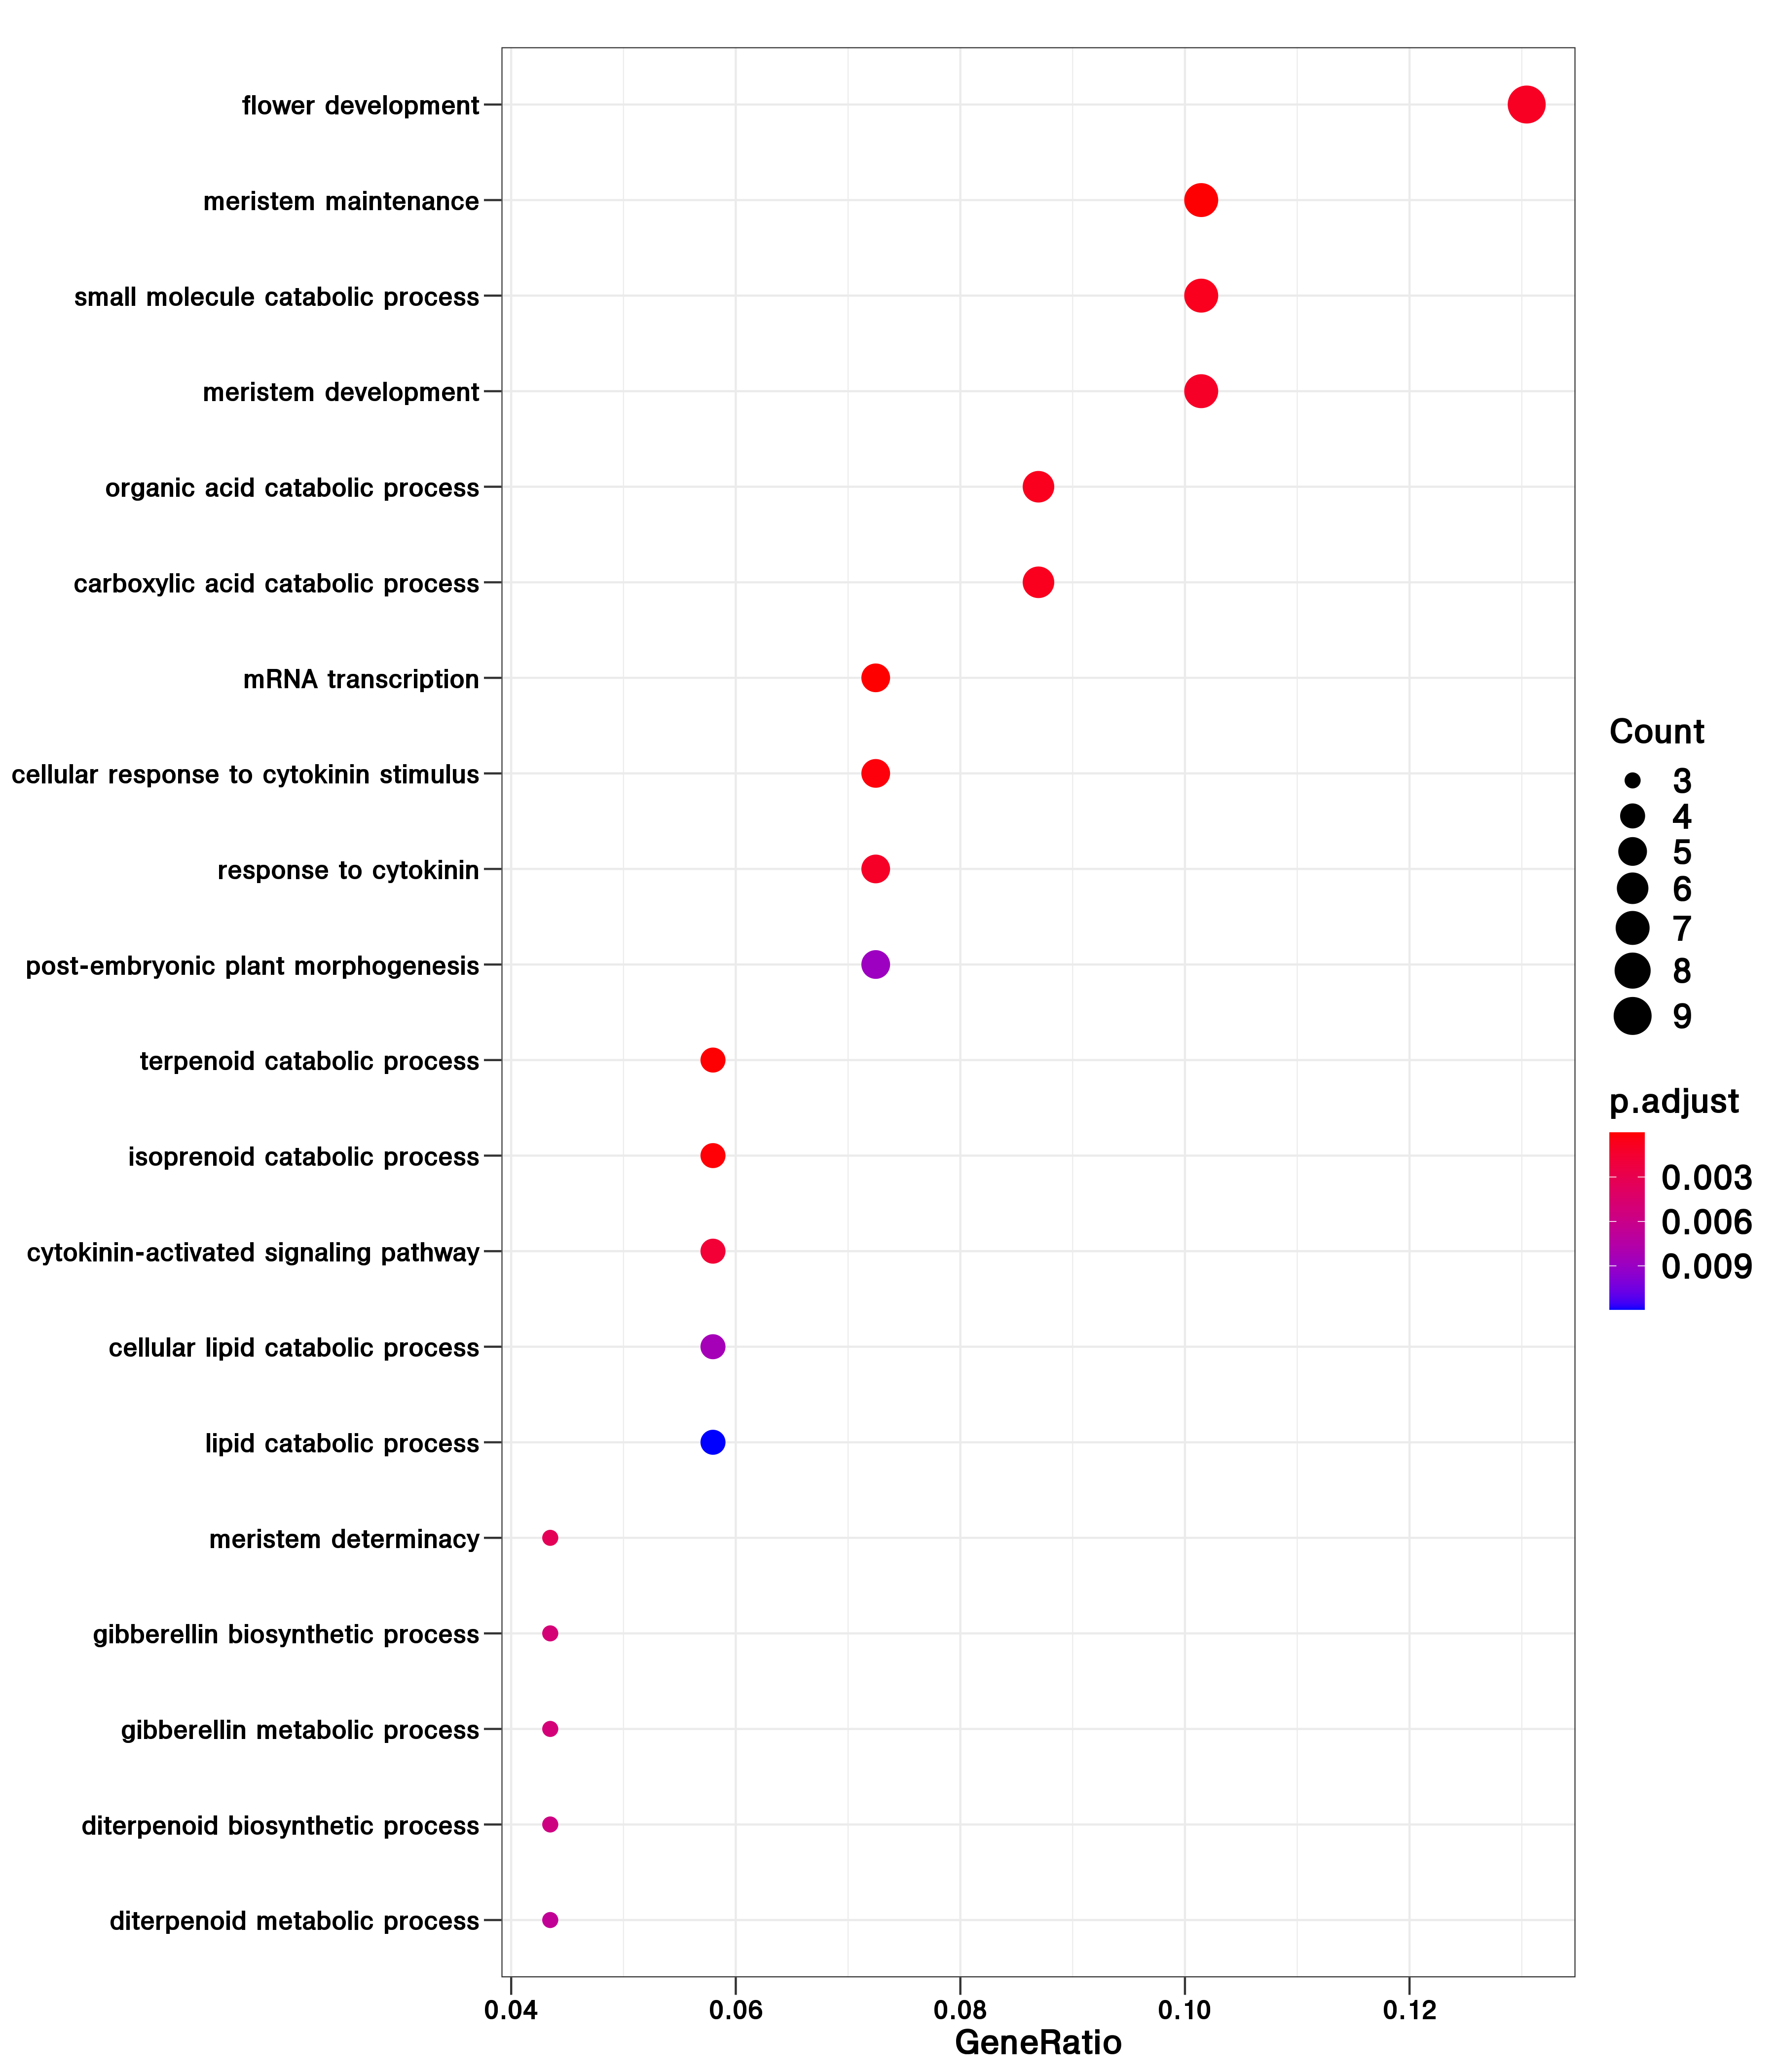 flower development
meristem maintenance
small molecule catabolic process
meristem development
organic acid catabolic process
carboxylic acid catabolic process
mRNA transcription
cellular response to cytokinin stimulus
response to cytokinin
post-embryonic plant morphogenesis
terpenoid catabolic process
isoprenoid catabolic process
cytokinin-activated signaling pathway
cellular lipid catabolic process
lipid catabolic process
meristem determinacy
gibberellin biosynthetic process
gibberellin metabolic process
diterpenoid biosynthetic process
diterpenoid metabolic process
0.04 0.06 0.08 0.10 0.12
GeneRatio
Count
3
4
5
6
7
8
9
p.adjust
0.003
0.006
0.009